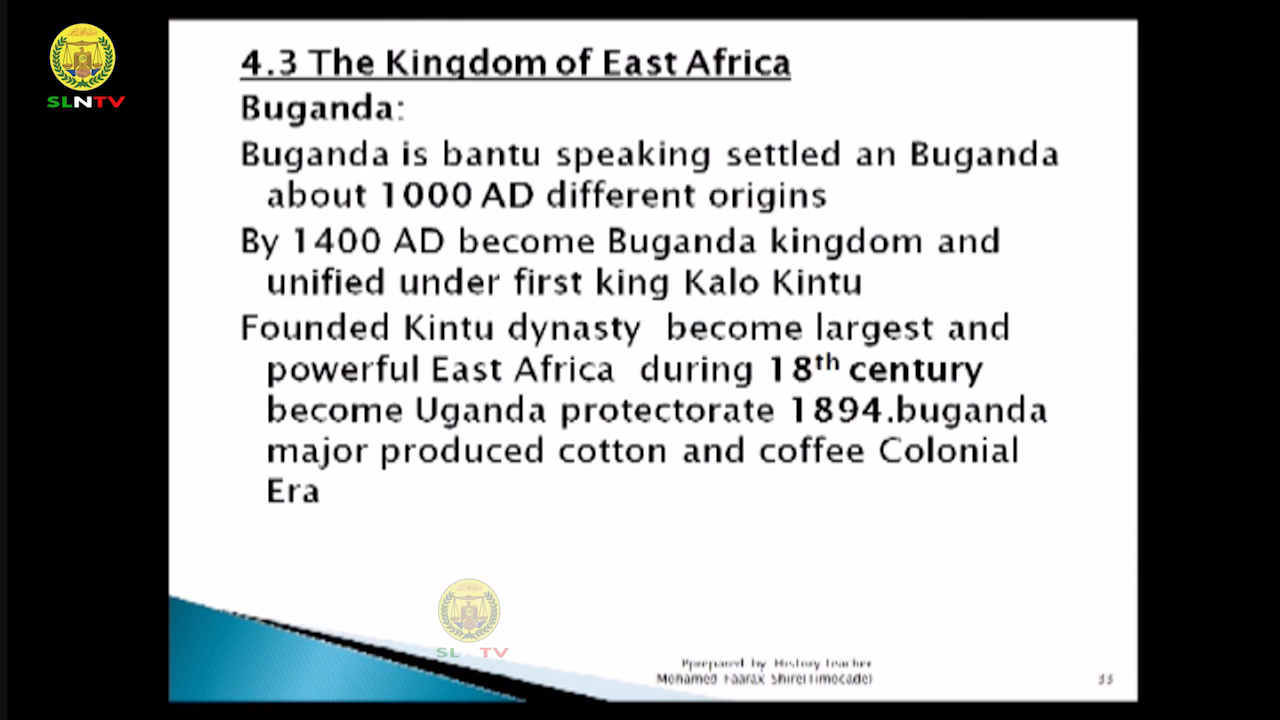 SLNTV
4.3 The Kingdom of East Africa
Buganda:
Buganda is bantu speaking settled an Buganda
about 1000 AD different origins
By 1400 AD become Buganda kingdom and
unified under first king Kalo Kintu
Founded Kintu dynasty become largest and
powerful East Africa during 18th century
become Uganda protectorate 1894.buganda
major produced cotton and coffee Colonial
Era
SL TV
by History teacher
Mohamed Faarax Shire